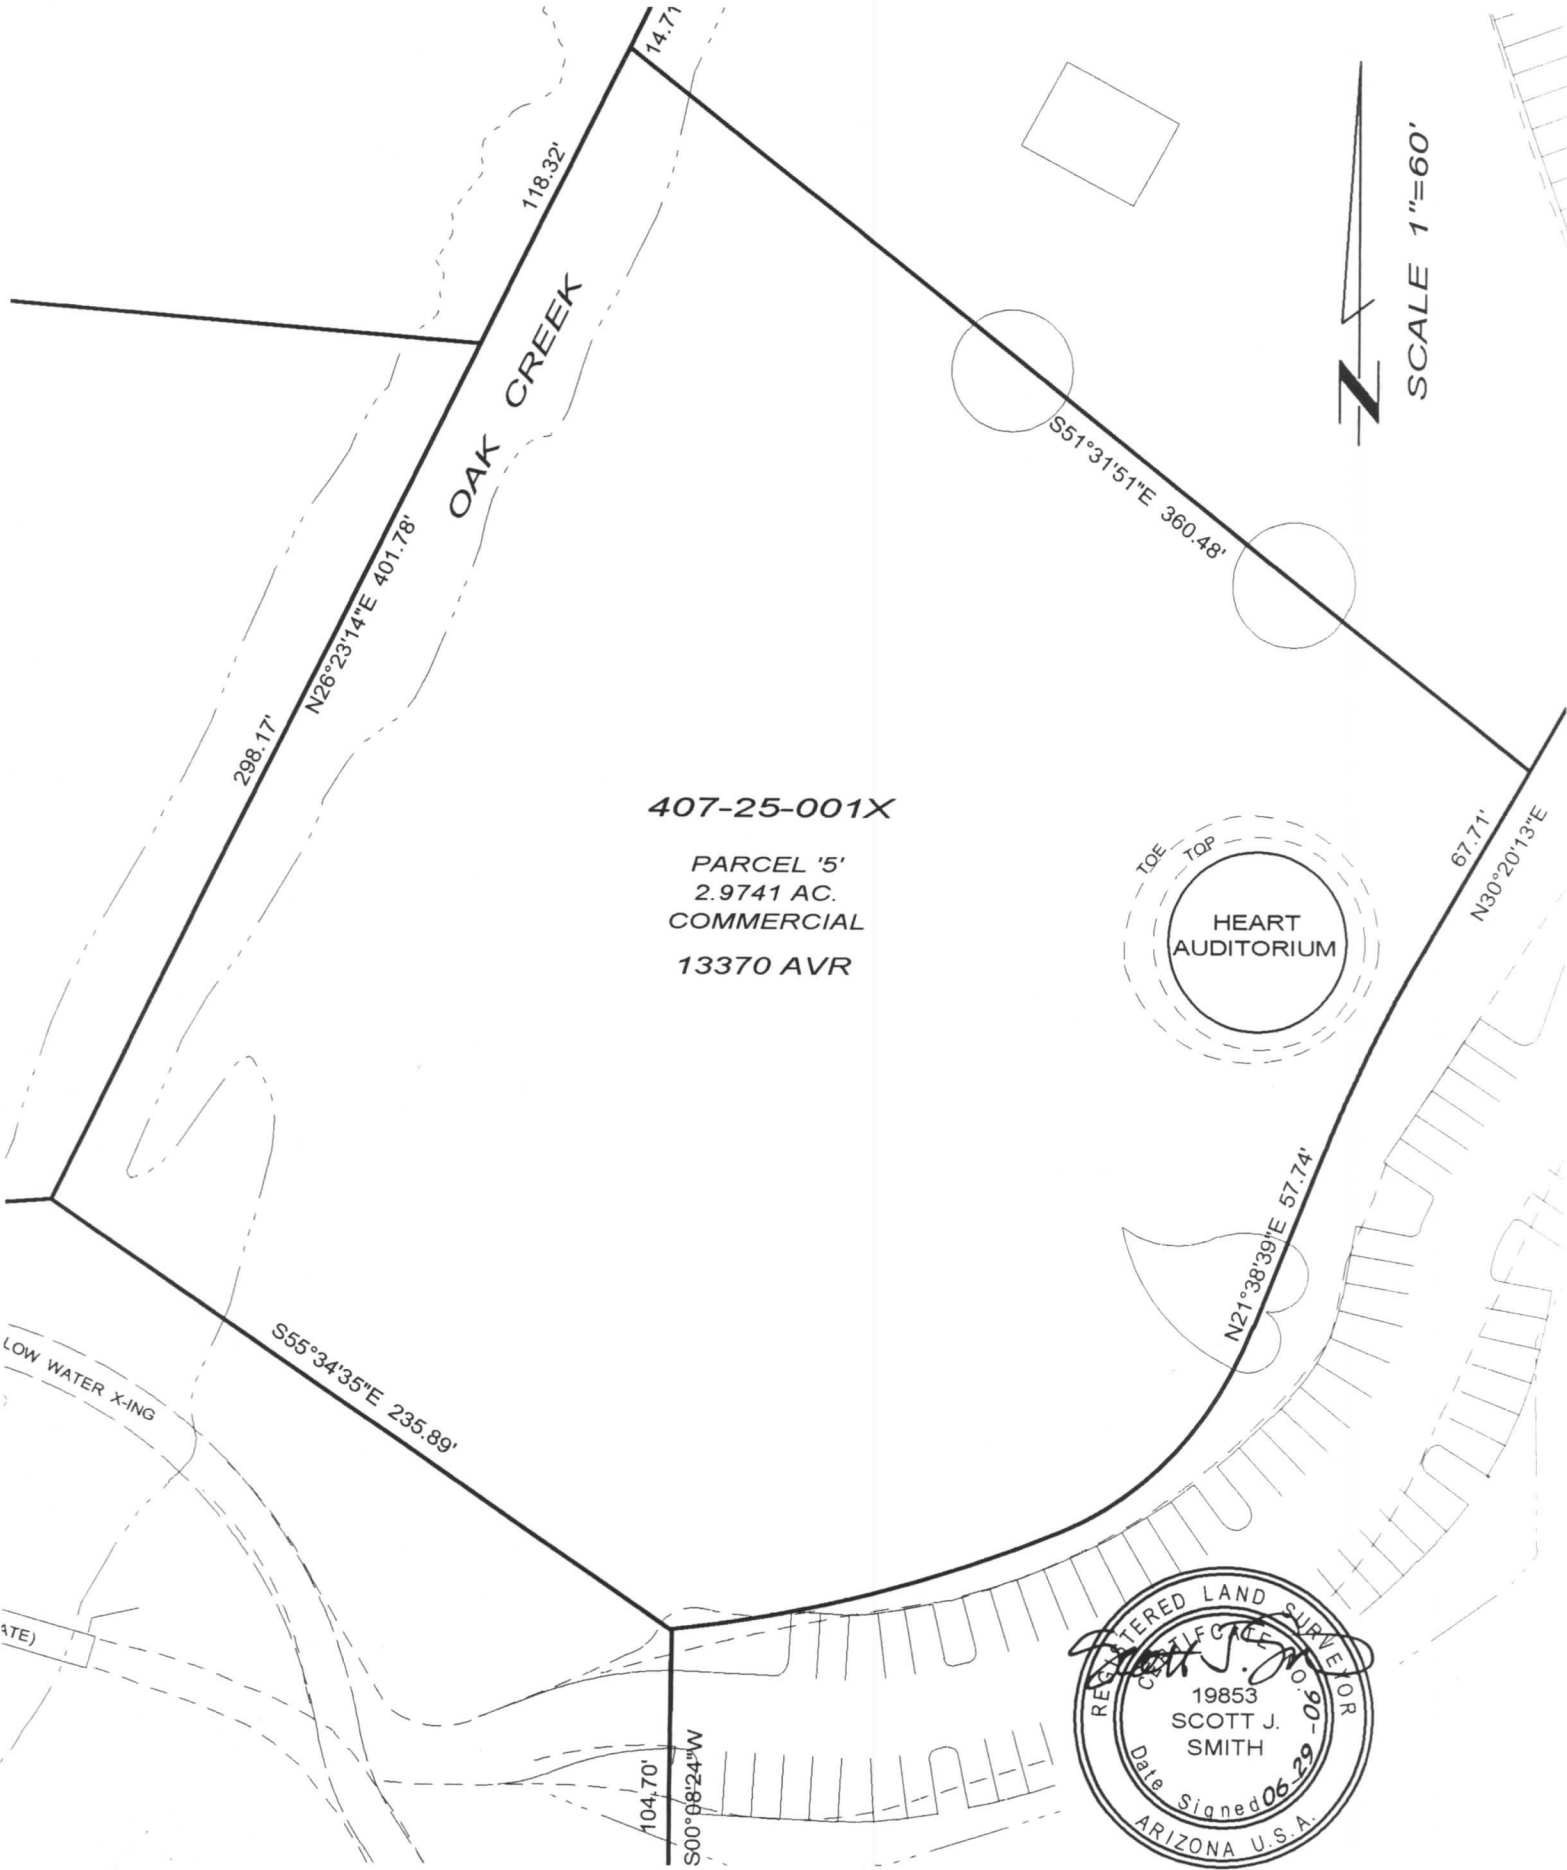 14.71
118.32'
SCALE 1"=60'
N
OAK CREEK
S51°31'51"E 360.48'
N26°23'14"E 401.78'
298.17'
407-25-001X
PARCEL '5'
2.9741 AC.
COMMERCIAL
13370 AVR
TOE
TOP
HEART
AUDITORIUM
67.71'
N30°20'13"E
N21°38'39"E 57.74'
LOW WATER X-ING
S55°34'35"E 235.89'
ATE)
104.70'
S00°08'24"W
REGISTERED LAND SURVEYOR
CERTIFICATE NO.
19853
SCOTT J.
SMITH
Date Signed 06-29-06
ARIZONA U.S.A.
Scott J. Smith